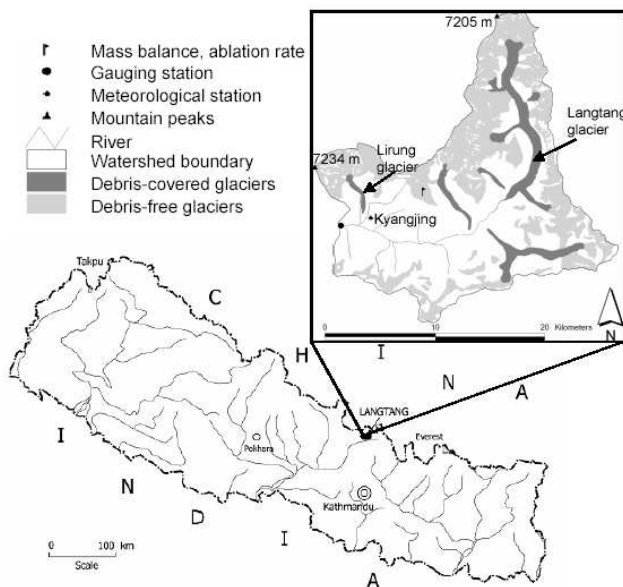 Mass balance, ablation rate
Gauging station
Meteorological station
Mountain peaks
River
Watershed boundary
Debris-covered glaciers
Debris-free glaciers
7205 m
Langtang
glacier
Lirung
glacier
7234 m
Kyangjing
0 10 20 Kilometers
N
Takpu
C
H
I
N
A
LANGTANG
Everest
Pokhara
Kathmandu
I
N
D
I
A
0 100 km
Scale